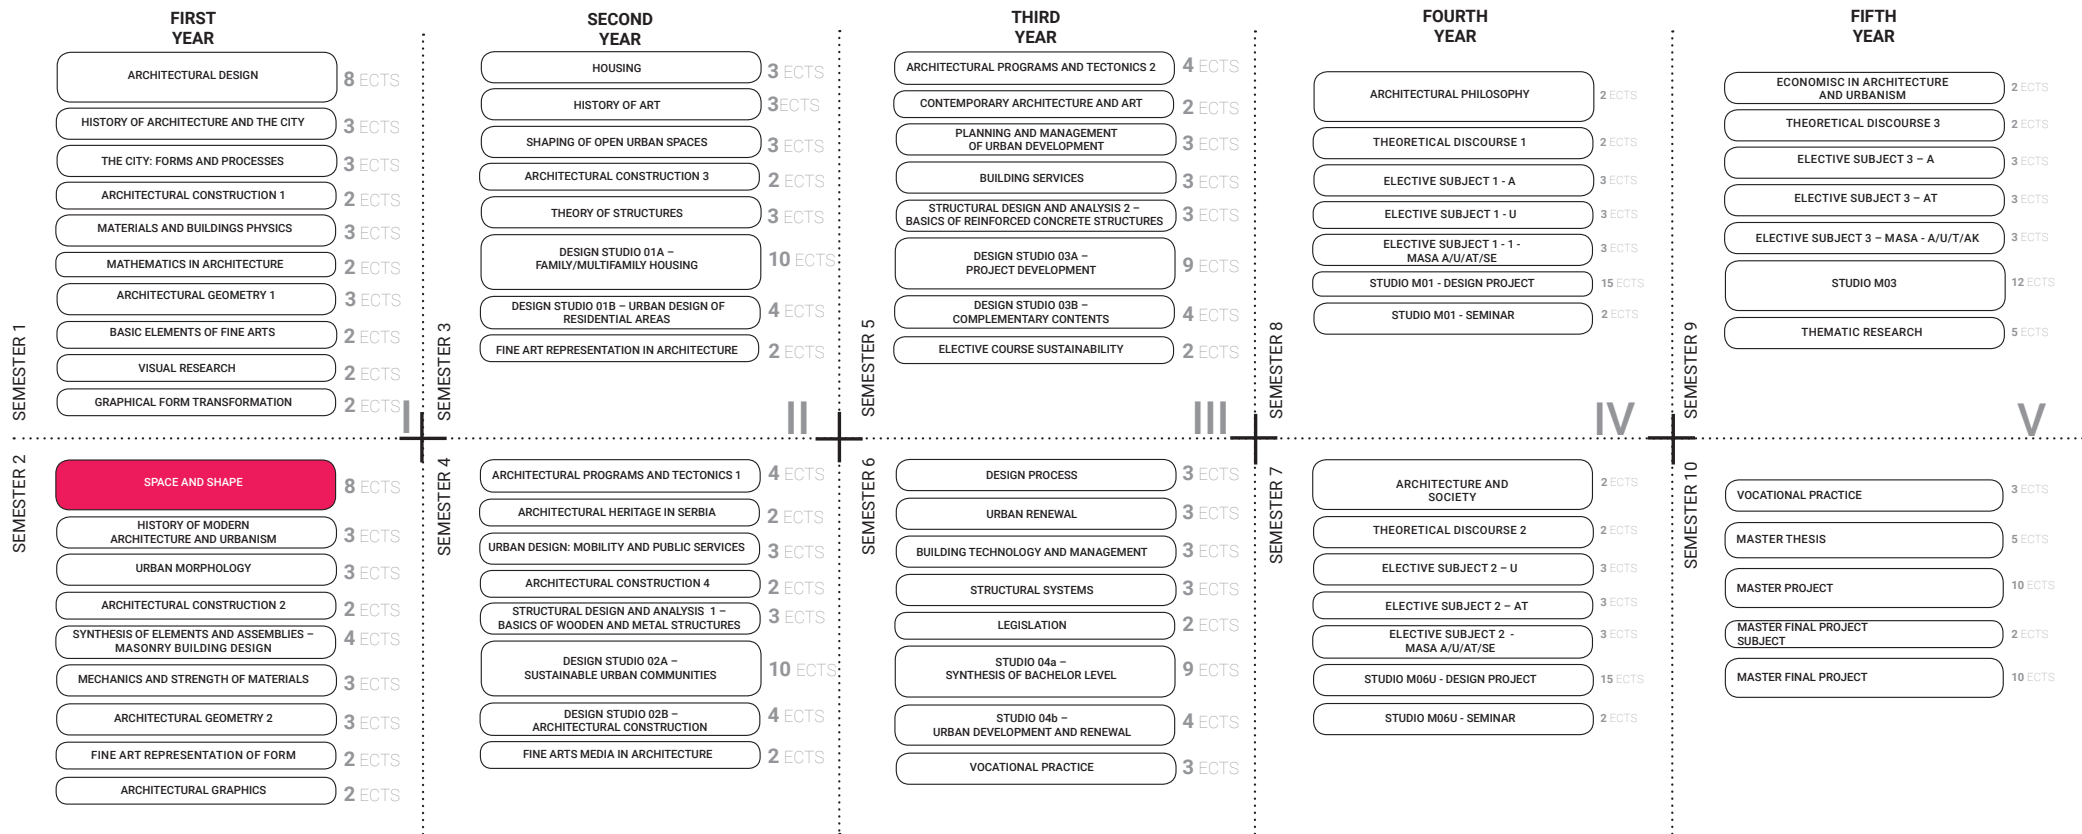 FIRST
YEAR
ARCHITECTURAL DESIGN
8 ECTS
HISTORY OF ARCHITECTURE AND THE CITY
3 ECTS
THE CITY: FORMS AND PROCESSES
3 ECTS
ARCHITECTURAL CONSTRUCTION 1
2 ECTS
MATERIALS AND BUILDINGS PHYSICS
3 ECTS
MATHEMATICS IN ARCHITECTURE
2 ECTS
ARCHITECTURAL GEOMETRY 1
3 ECTS
BASIC ELEMENTS OF FINE ARTS
2 ECTS
VISUAL RESEARCH
2 ECTS
GRAPHICAL FORM TRANSFORMATION
2 ECTS
SEMESTER 1
I
SPACE AND SHAPE
8 ECTS
HISTORY OF MODERN
ARCHITECTURE AND URBANISM
3 ECTS
URBAN MORPHOLOGY
3 ECTS
ARCHITECTURAL CONSTRUCTION 2
2 ECTS
SYNTHESIS OF ELEMENTS AND ASSEMBLIES –
MASONRY BUILDING DESIGN
4 ECTS
MECHANICS AND STRENGTH OF MATERIALS
3 ECTS
ARCHITECTURAL GEOMETRY 2
3 ECTS
FINE ART REPRESENTATION OF FORM
2 ECTS
ARCHITECTURAL GRAPHICS
2 ECTS
SEMESTER 2
SECOND
YEAR
HOUSING
3 ECTS
HISTORY OF ART
3ECTS
SHAPING OF OPEN URBAN SPACES
3 ECTS
ARCHITECTURAL CONSTRUCTION 3
2 ECTS
THEORY OF STRUCTURES
3 ECTS
DESIGN STUDIO 01A –
FAMILY/MULTIFAMILY HOUSING
10 ECTS
DESIGN STUDIO 01B – URBAN DESIGN OF
RESIDENTIAL AREAS
4 ECTS
FINE ART REPRESENTATION IN ARCHITECTURE
2 ECTS
SEMESTER 3
II
ARCHITECTURAL PROGRAMS AND TECTONICS 1
4 ECTS
ARCHITECTURAL HERITAGE IN SERBIA
2 ECTS
URBAN DESIGN: MOBILITY AND PUBLIC SERVICES
3 ECTS
ARCHITECTURAL CONSTRUCTION 4
2 ECTS
STRUCTURAL DESIGN AND ANALYSIS 1 –
BASICS OF WOODEN AND METAL STRUCTURES
3 ECTS
DESIGN STUDIO 02A –
SUSTAINABLE URBAN COMMUNITIES
10 ECTS
DESIGN STUDIO 02B –
ARCHITECTURAL CONSTRUCTION
4 ECTS
FINE ARTS MEDIA IN ARCHITECTURE
2 ECTS
SEMESTER 4
THIRD
YEAR
ARCHITECTURAL PROGRAMS AND TECTONICS 2
4 ECTS
CONTEMPORARY ARCHITECTURE AND ART
2 ECTS
PLANNING AND MANAGEMENT
OF URBAN DEVELOPMENT
3 ECTS
BUILDING SERVICES
3 ECTS
STRUCTURAL DESIGN AND ANALYSIS 2 –
BASICS OF REINFORCED CONCRETE STRUCTURES
3 ECTS
DESIGN STUDIO 03A –
PROJECT DEVELOPMENT
9 ECTS
DESIGN STUDIO 03B –
COMPLEMENTARY CONTENTS
4 ECTS
ELECTIVE COURSE SUSTAINABILITY
2 ECTS
SEMESTER 5
III
DESIGN PROCESS
3 ECTS
URBAN RENEWAL
3 ECTS
BUILDING TECHNOLOGY AND MANAGEMENT
3 ECTS
STRUCTURAL SYSTEMS
3 ECTS
LEGISLATION
2 ECTS
STUDIO 04a –
SYNTHESIS OF BACHELOR LEVEL
9 ECTS
STUDIO 04b –
URBAN DEVELOPMENT AND RENEWAL
4 ECTS
VOCATIONAL PRACTICE
3 ECTS
SEMESTER 6
FOURTH
YEAR
ARCHITECTURAL PHILOSOPHY
2 ECTS
THEORETICAL DISCOURSE 1
2 ECTS
ELECTIVE SUBJECT 1 - A
3 ECTS
ELECTIVE SUBJECT 1 - U
3 ECTS
ELECTIVE SUBJECT 1 - 1 -
MASA A/U/AT/SE
3 ECTS
STUDIO M01 - DESIGN PROJECT
15 ECTS
STUDIO M01 - SEMINAR
2 ECTS
SEMESTER 8
IV
ARCHITECTURE AND
SOCIETY
2 ECTS
THEORETICAL DISCOURSE 2
2 ECTS
ELECTIVE SUBJECT 2 – U
3 ECTS
ELECTIVE SUBJECT 2 – AT
3 ECTS
ELECTIVE SUBJECT 2 -
MASA A/U/AT/SE
3 ECTS
STUDIO M06U - DESIGN PROJECT
15 ECTS
STUDIO M06U - SEMINAR
2 ECTS
SEMESTER 7
FIFTH
YEAR
ECONOMISC IN ARCHITECTURE
AND URBANISM
2 ECTS
THEORETICAL DISCOURSE 3
2 ECTS
ELECTIVE SUBJECT 3 – A
3 ECTS
ELECTIVE SUBJECT 3 – AT
3 ECTS
ELECTIVE SUBJECT 3 – MASA - A/U/T/AK
3 ECTS
STUDIO M03
12 ECTS
THEMATIC RESEARCH
5 ECTS
SEMESTER 9
V
VOCATIONAL PRACTICE
3 ECTS
MASTER THESIS
5 ECTS
MASTER PROJECT
10 ECTS
MASTER FINAL PROJECT
SUBJECT
2 ECTS
MASTER FINAL PROJECT
10 ECTS
SEMESTER 10